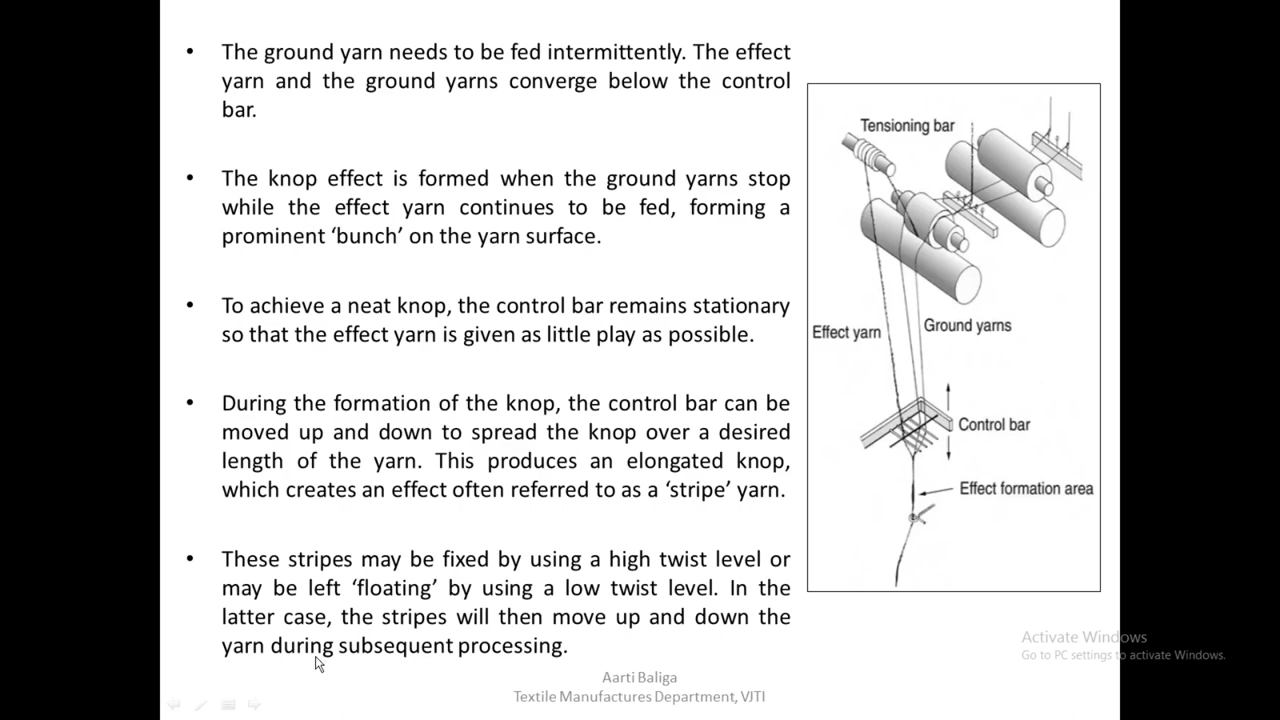 • The ground yarn needs to be fed intermittently. The effect
yarn and the ground yarns converge below the control
bar.
• The knop effect is formed when the ground yarns stop
while the effect yarn continues to be fed, forming a
prominent ‘bunch’ on the yarn surface.
• To achieve a neat knop, the control bar remains stationary
so that the effect yarn is given as little play as possible.
• During the formation of the knop, the control bar can be
moved up and down to spread the knop over a desired
length of the yarn. This produces an elongated knop,
which creates an effect often referred to as a ‘stripe’ yarn.
• These stripes may be fixed by using a high twist level or
may be left ‘floating’ by using a low twist level. In the
latter case, the stripes will then move up and down the
yarn during subsequent processing.
Tensioning bar
Effect yarn
Ground yarns
Control bar
Effect formation area
Activate Windows
Go to PC settings to activate Windows.
Aarti Baliga
Textile Manufactures Department, VJTI